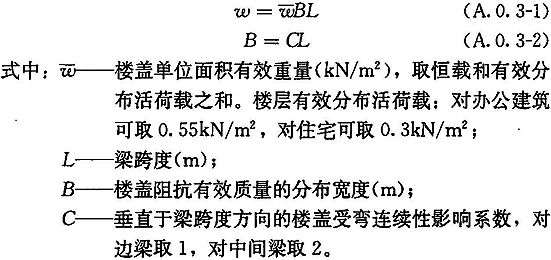 w = w̅BL (A.0.3-1)
B = CL (A.0.3-2)
式中：w̅——楼盖单位面积有效重量(kN/m²)，取恒载和有效分
布活荷载之和。楼层有效分布活荷载：对办公建筑
可取 0.55kN/m²，对住宅可取 0.3kN/m²；
L——梁跨度(m)；
B——楼盖阻抗有效质量的分布宽度(m)；
C——垂直于梁跨度方向的楼盖受弯连续性影响系数，对
边梁取 1，对中间梁取 2。